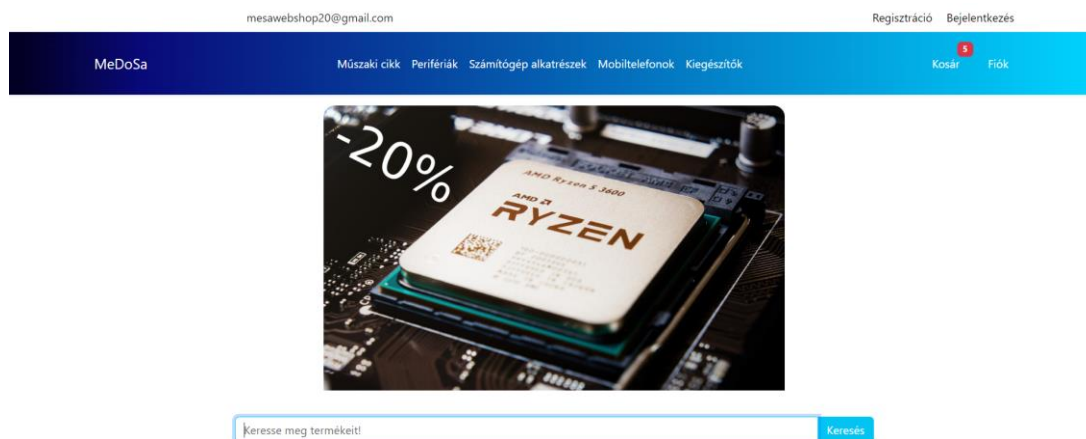 mesawebshop20@gmail.com
Regisztráció Bejelentkezés
MeDoSa
Műszaki cikk Perifériák Számítógép alkatrészek Mobiltelefonok Kiegészítők
5
Kosár Fiók
-20%
AMD Ryzen 5 3600
AMD
RYZEN
Keresse meg termékeit!
Keresés